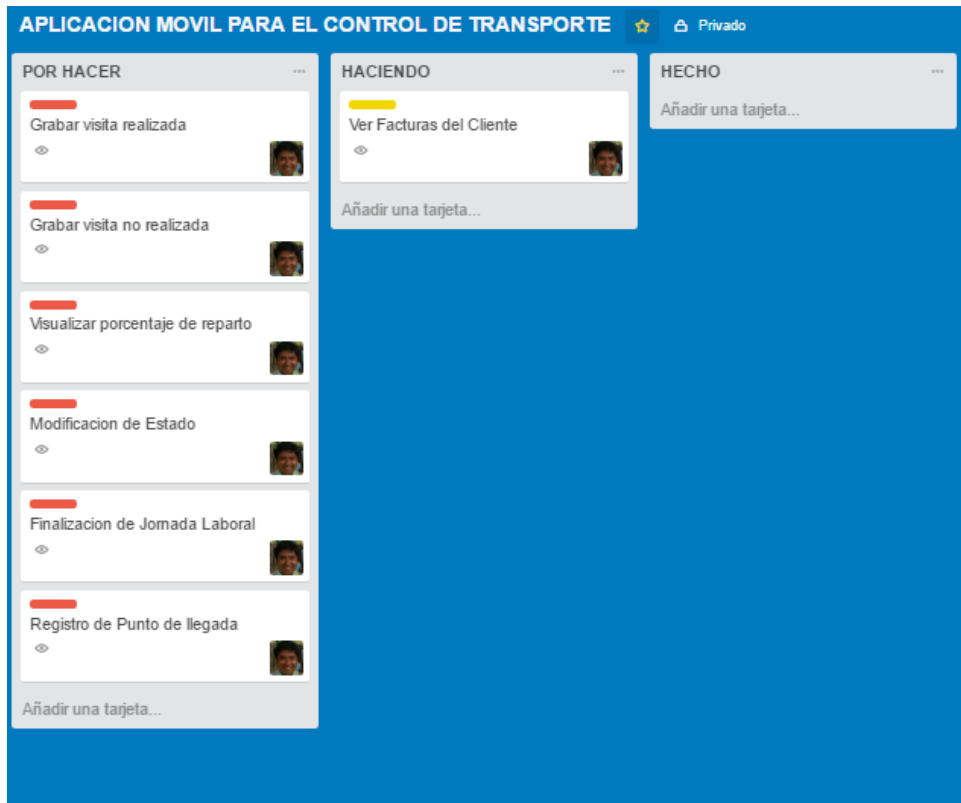 APLICACION MOVIL PARA EL CONTROL DE TRANSPORTE Privado
POR HACER
Grabar visita realizada
Grabar visita no realizada
Visualizar porcentaje de reparto
Modificacion de Estado
Finalizacion de Jornada Laboral
Registro de Punto de llegada
Añadir una tarjeta...
HACIENDO
Ver Facturas del Cliente
Añadir una tarjeta...
HECHO
Añadir una tarjeta...